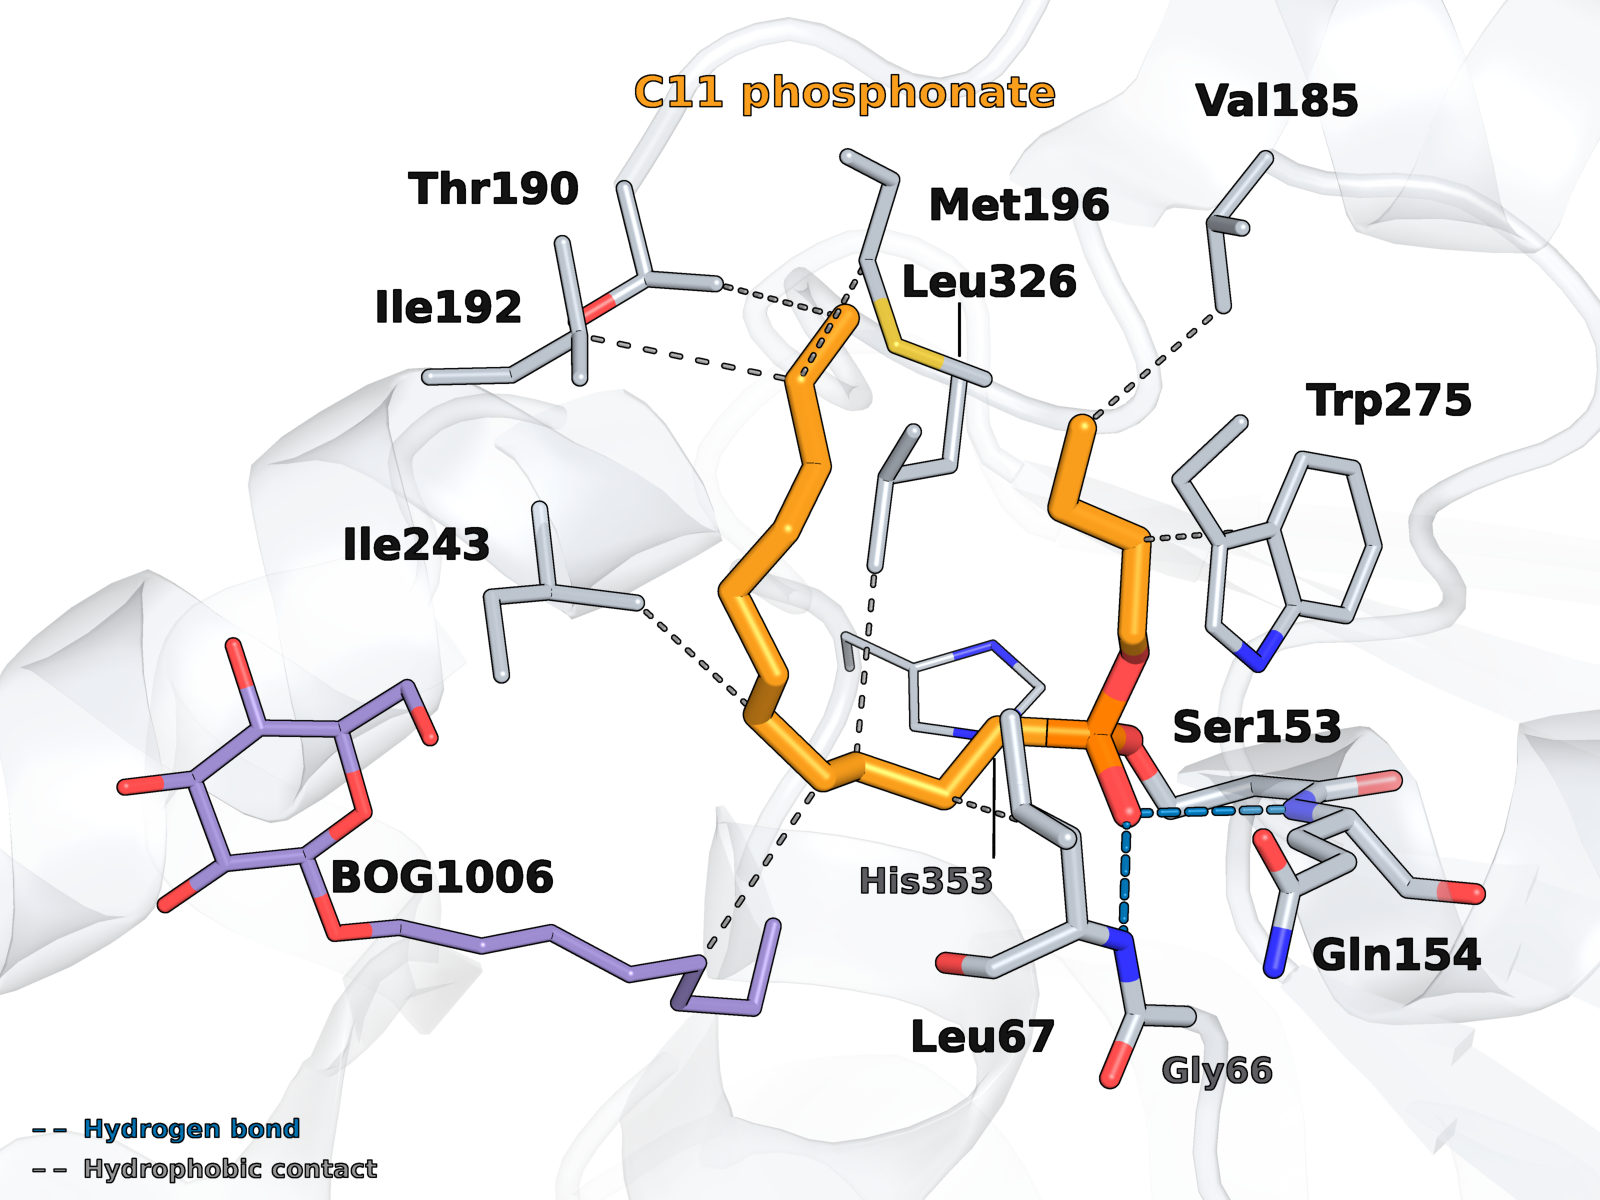 C11 phosphonate
Val185
Thr190
Met196
Leu326
Ile192
Trp275
Ile243
Ser153
BOG1006
His353
Gln154
Leu67
Gly66
-- Hydrogen bond
-- Hydrophobic contact